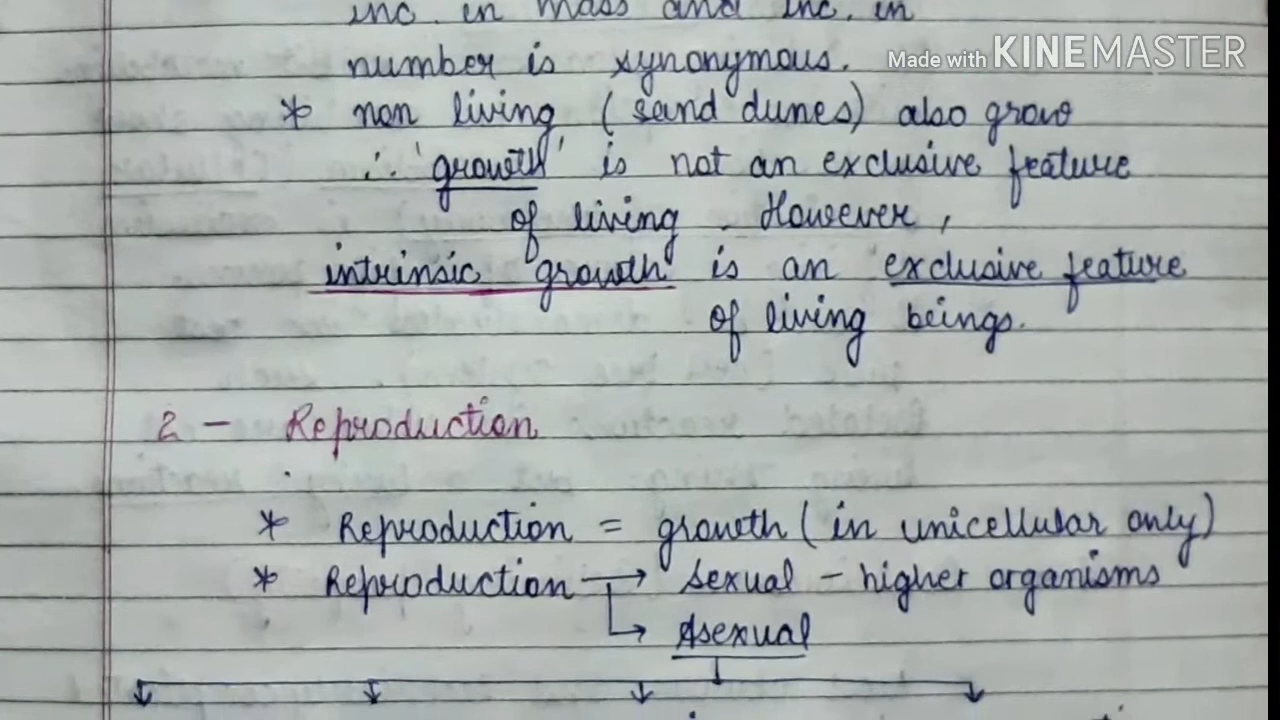 inc. in mass and inc. in
number is synonymous.
Made with KINEMASTER
* non living (sand dunes) also grow
∴ 'growth' is not an exclusive feature
of living. However,
intrinsic growth is an exclusive feature
of living beings.
2 - Reproduction
* Reproduction = growth (in unicellular only)
* Reproduction → sexual - higher organisms
→ Asexual